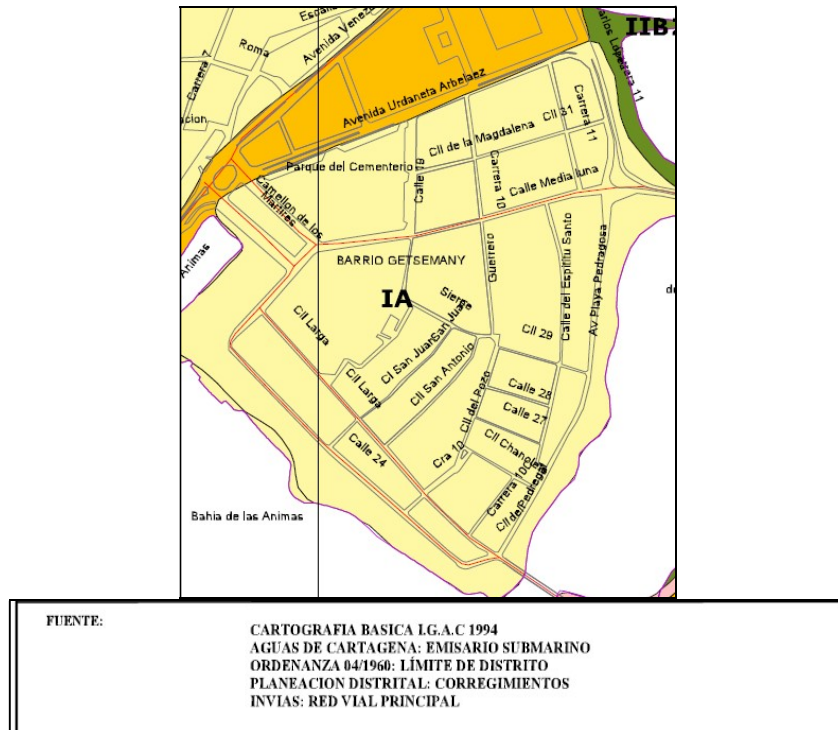 Avenida Venez
Roma
Carrera 7
IIB
Lopetrera 11
Avenida Urdaneta Arbelaez
Carrera 11
Cll 31
Cll de la Magdalena
Parque del Cementerio
Calle 19
Carrera 10
Calle Media luna
Camellon de los
Martires
Animas
BARRIO GETSEMANY
Guerrero
Calle del Espiritu Santo
Av Playa Pedragosa
IA
Sierpe
Cll Larga
San Juan
Cl San Juan
Cll 29
Cll Larga
Cll San Antonio
Cll del Pozo
Calle 28
Calle 27
Calle 24
Cra 10
Cll Chancle
Carrera 10C
Cll del Pedregal
Bahia de las Animas
FUENTE:
CARTOGRAFIA BASICA I.G.A.C 1994
AGUAS DE CARTAGENA: EMISARIO SUBMARINO
ORDENANZA 04/1960: LÍMITE DE DISTRITO
PLANEACION DISTRITAL: CORREGIMIENTOS
INVIAS: RED VIAL PRINCIPAL